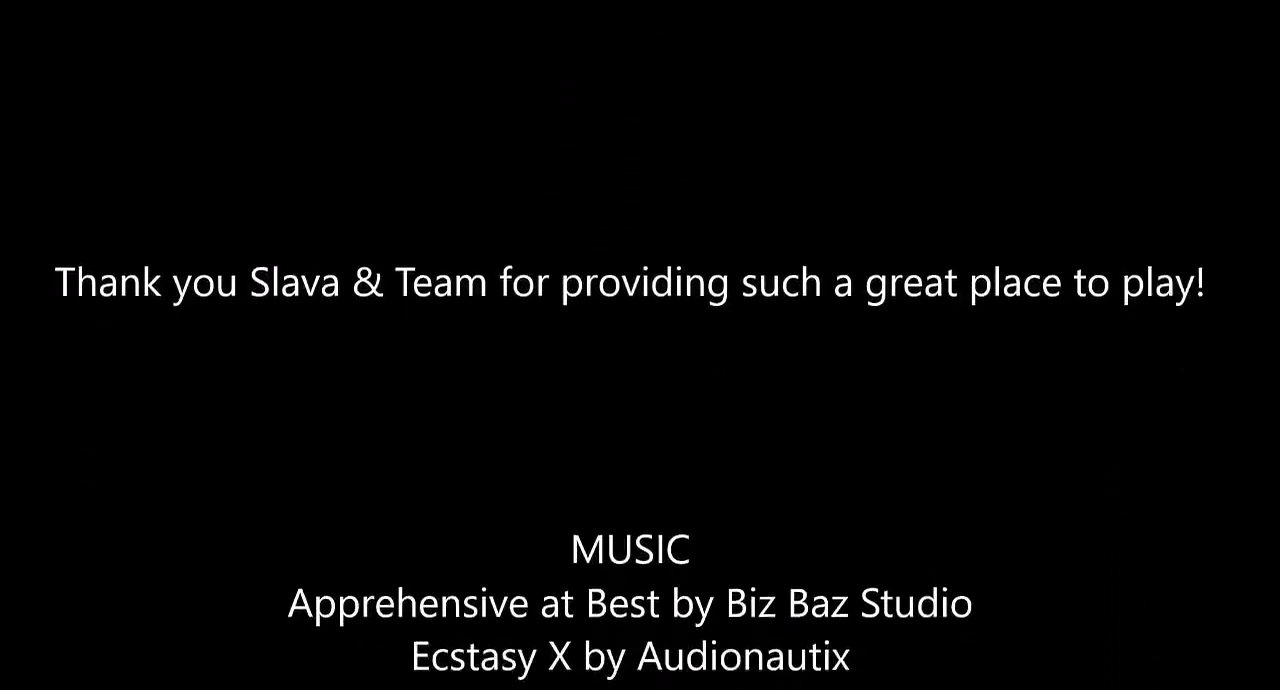 Thank you Slava & Team for providing such a great place to play!
MUSIC
Apprehensive at Best by Biz Baz Studio
Ecstasy X by Audionautix